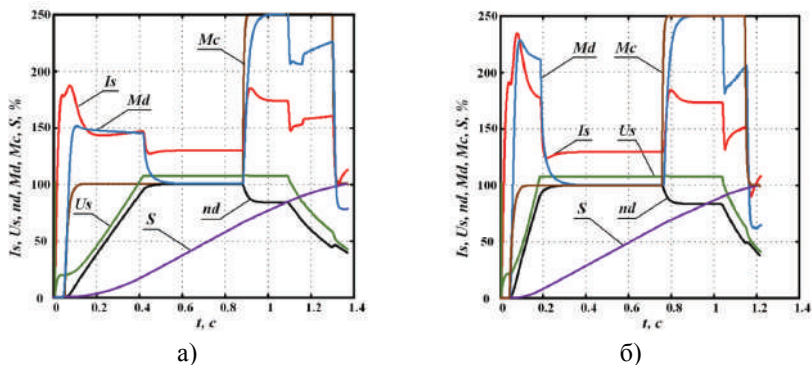 Is, Us, nd, Md, Mc, S, %
250
200
150
100
50
0
Is
Md
Mc
Us
S
nd
0 0.2 0.4 0.6 0.8 1 1.2 1.4
t, c
а)
Is, Us, nd, Md, Mc, S, %
250
200
150
100
50
0
Md
Mc
Is
Us
S
nd
0 0.2 0.4 0.6 0.8 1 1.2 1.4
t, c
б)